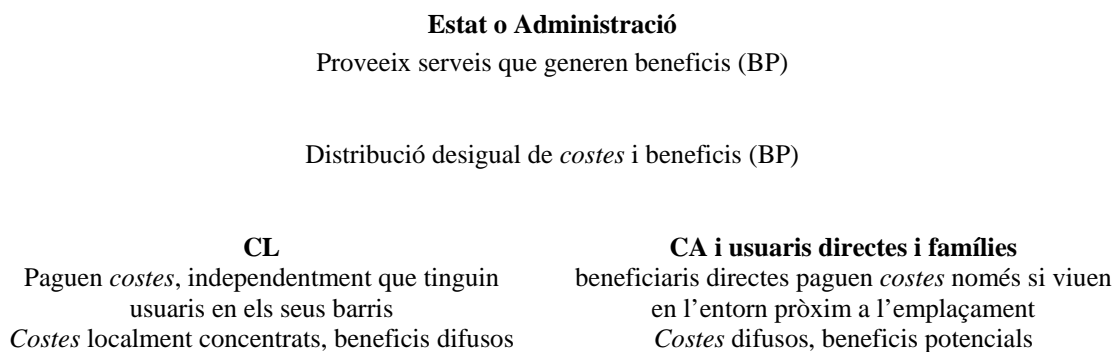 Estat o Administració
Proveeix serveis que generen beneficis (BP)
Distribució desigual de costes i beneficis (BP)
CL
Paguen costes, independentment que tinguin
usuaris en els seus barris
Costes localment concentrats, beneficis difusos
CA i usuaris directes i famílies
beneficiaris directes paguen costes només si viuen
en l'entorn pròxim a l'emplaçament
Costes difusos, beneficis potencials